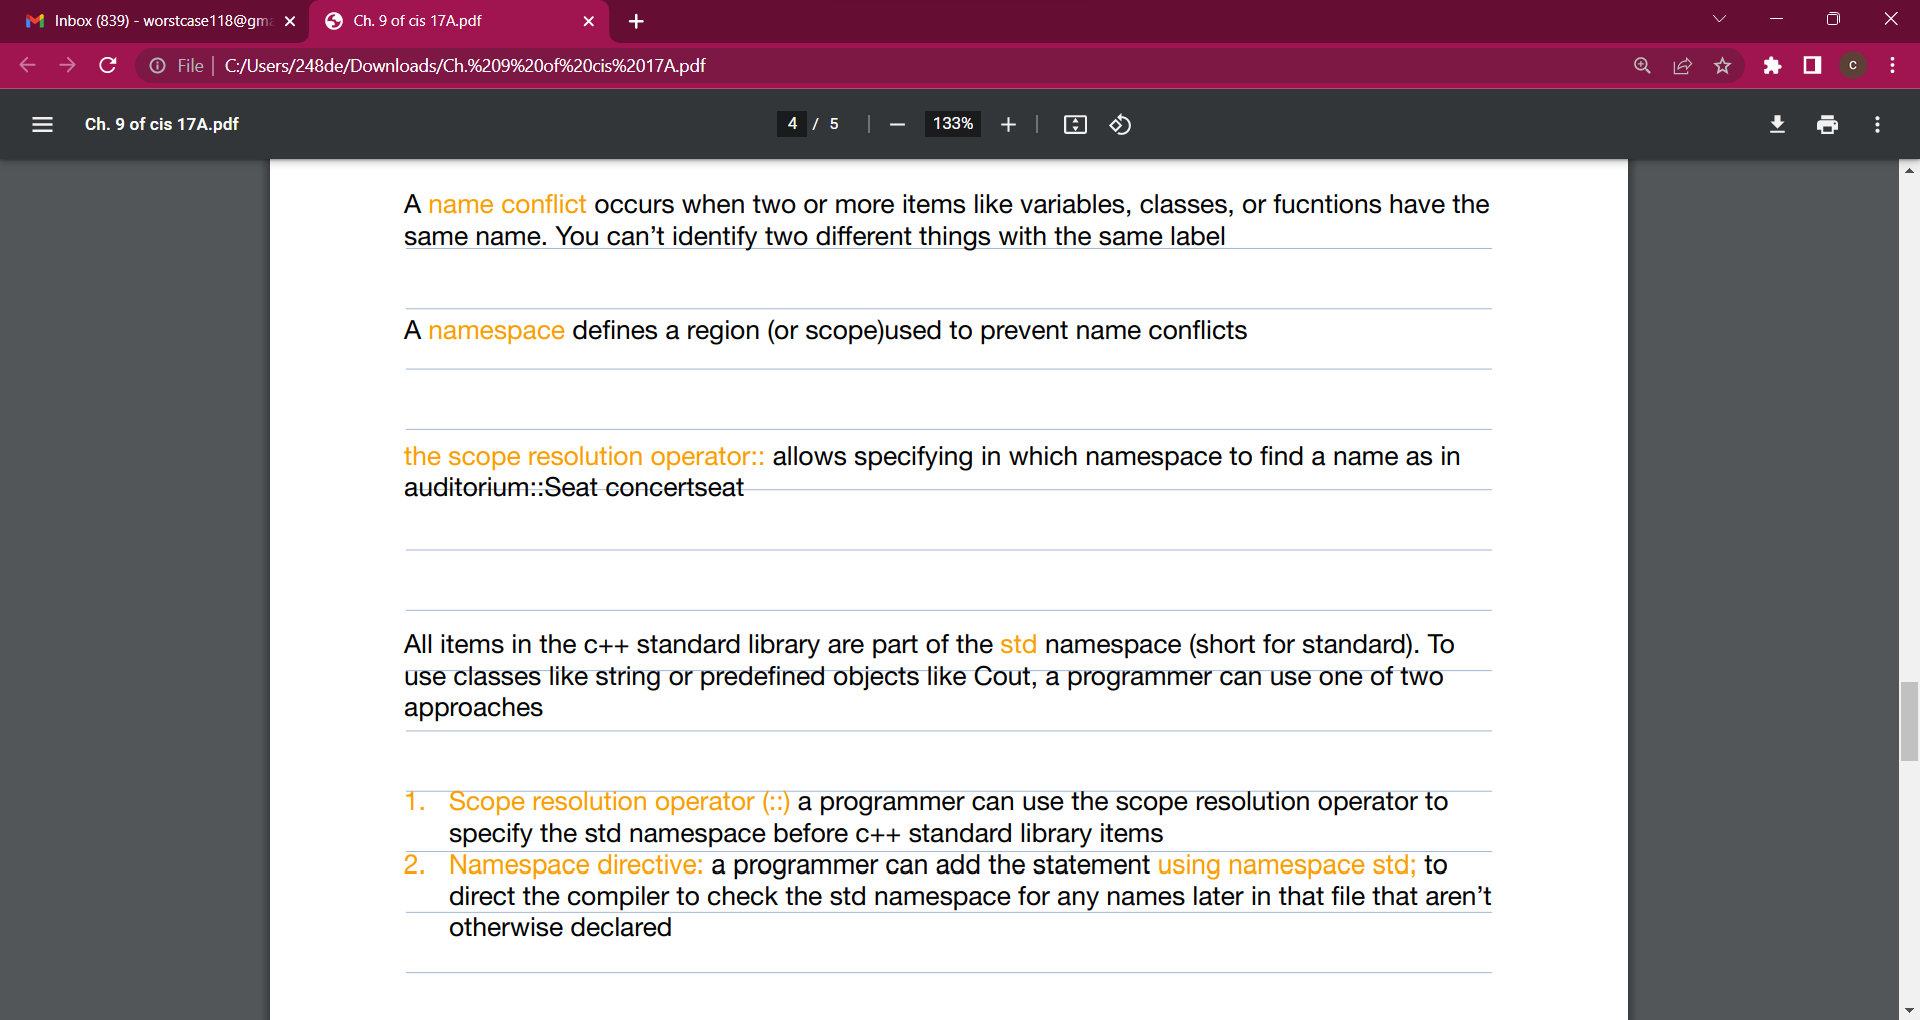 Inbox (839) - worstcase118@gma
Ch. 9 of cis 17A.pdf
File
C:/Users/248de/Downloads/Ch.%209%20of%20cis%2017A.pdf
c
Ch. 9 of cis 17A.pdf
4 / 5
133%
A name conflict occurs when two or more items like variables, classes, or fucntions have the
same name. You can’t identify two different things with the same label
A namespace defines a region (or scope)used to prevent name conflicts
the scope resolution operator:: allows specifying in which namespace to find a name as in
auditorium::Seat concertseat
All items in the c++ standard library are part of the std namespace (short for standard). To
use classes like string or predefined objects like Cout, a programmer can use one of two
approaches
1. Scope resolution operator (::) a programmer can use the scope resolution operator to
specify the std namespace before c++ standard library items
2. Namespace directive: a programmer can add the statement using namespace std; to
direct the compiler to check the std namespace for any names later in that file that aren’t
otherwise declared